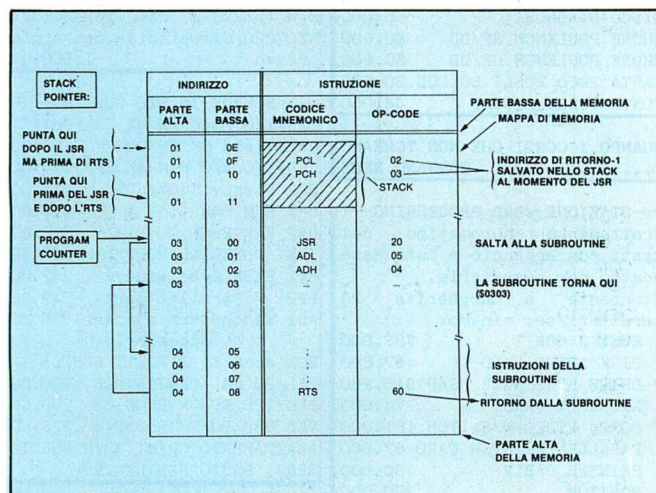 STACK
POINTER:
PUNTA QUI
DOPO IL JSR
MA PRIMA DI RTS
PUNTA QUI
PRIMA DEL JSR
E DOPO L'RTS
PROGRAM
COUNTER
INDIRIZZO ISTRUZIONE
PARTE ALTA PARTE BASSA CODICE MNEMONICO OP-CODE
01 0E
01 0F PCL 02
01 10 PCH 03
01 11
03 00 JSR 20
03 01 ADL 05
03 02 ADH 04
03 03 ... ...
04 05
04 06
04 07
04 08 RTS 60
PARTE BASSA DELLA MEMORIA
MAPPA DI MEMORIA
INDIRIZZO DI RITORNO-1
SALVATO NELLO STACK
AL MOMENTO DEL JSR
STACK
SALTA ALLA SUBROUTINE
LA SUBROUTINE TORNA QUI
($0303)
ISTRUZIONI DELLA
SUBROUTINE
RITORNO DALLA SUBROUTINE
PARTE ALTA
DELLA MEMORIA